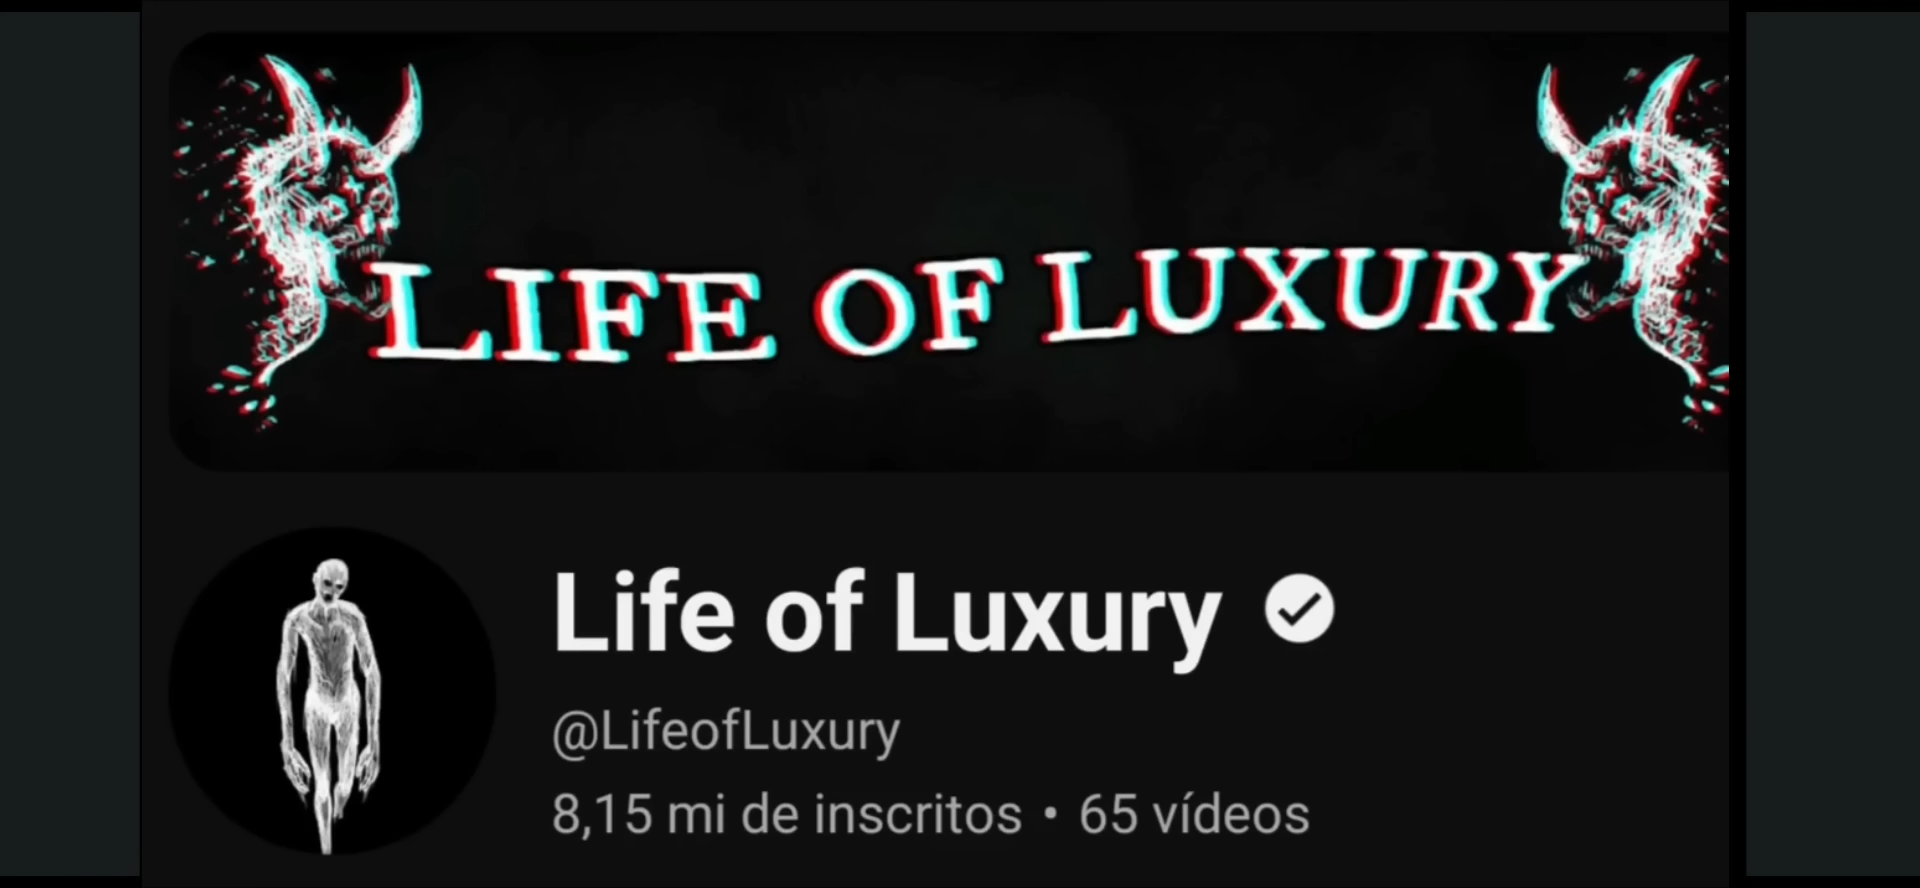 LIFE OF LUXURY
Life of Luxury
@LifeofLuxury
8,15 mi de inscritos • 65 vídeos